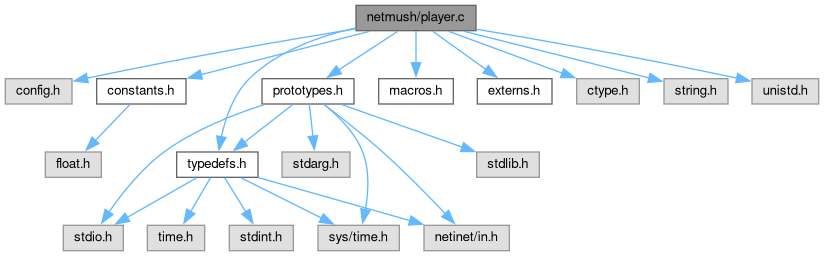 netmush/player.c
config.h
constants.h
prototypes.h
macros.h
externs.h
ctype.h
string.h
unistd.h
float.h
typedefs.h
stdarg.h
stdlib.h
stdio.h
time.h
stdint.h
sys/time.h
netinet/in.h